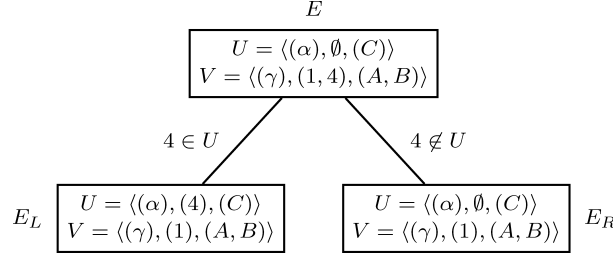 E
U = ⟨(α), ∅, (C)⟩
V = ⟨(γ), (1, 4), (A, B)⟩
4 ∈ U
4 ∉ U
E_L
U = ⟨(α), (4), (C)⟩
V = ⟨(γ), (1), (A, B)⟩
U = ⟨(α), ∅, (C)⟩
V = ⟨(γ), (1), (A, B)⟩
E_R